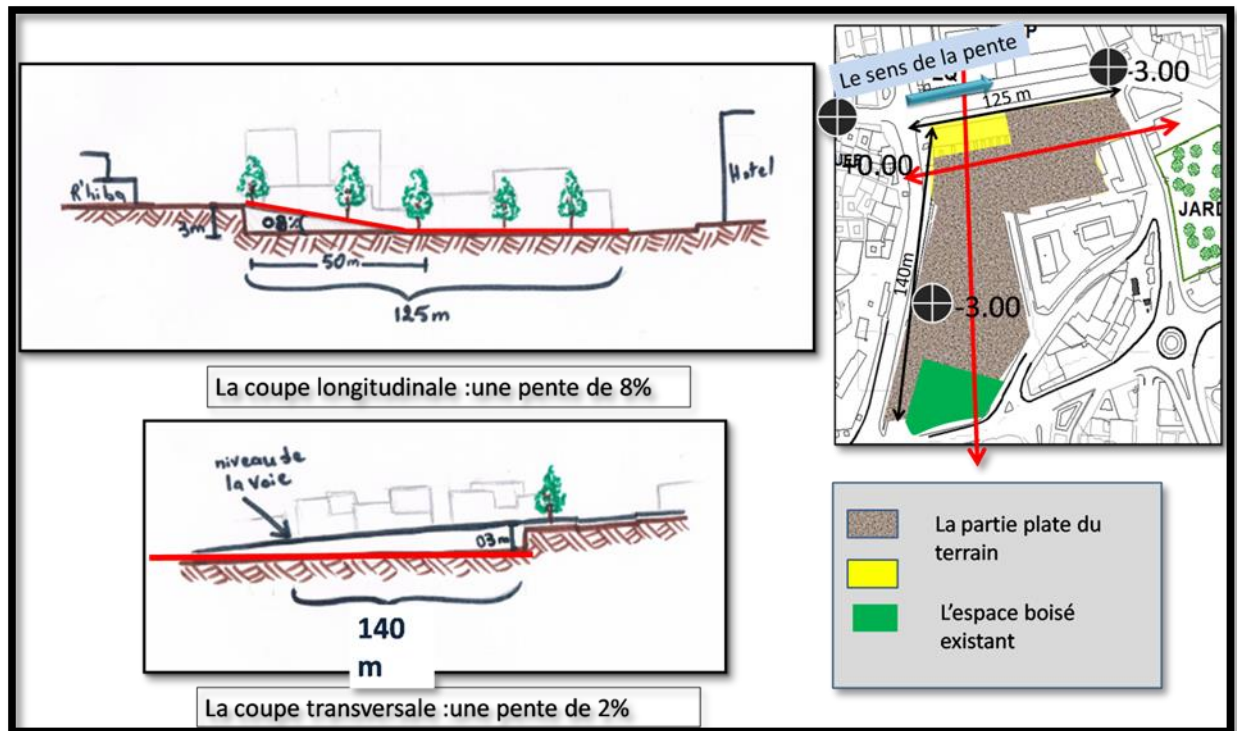 R'hiba
Hotel
3m
08%
50m
125m
La coupe longitudinale :une pente de 8%
niveau de
la voie
03m
140
m
La coupe transversale :une pente de 2%
Le sens de la pente
P
-3.00
125 m
+0.00
JARD
140m
-3.00
La partie plate du
terrain
L'espace boisé
existant